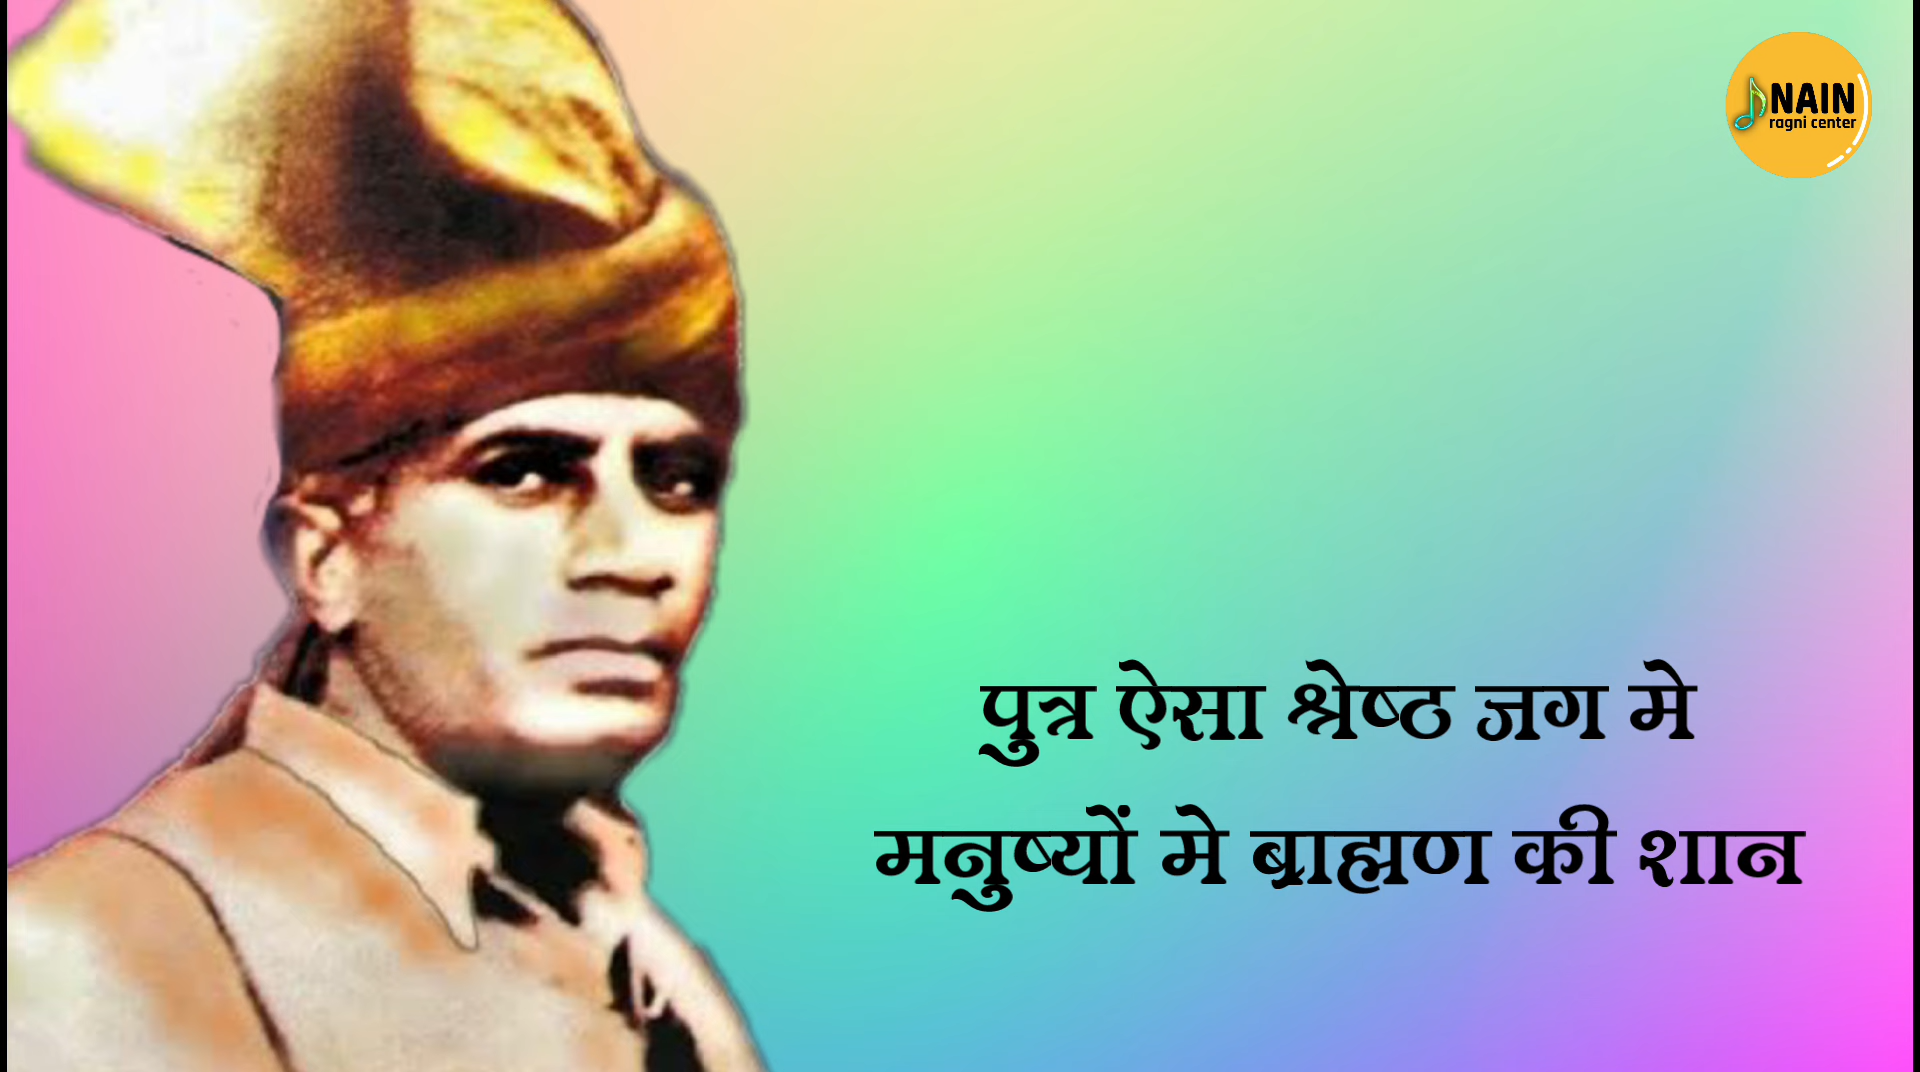 NAIN
ragni center
पुत्र ऐसा श्रेष्ठ जग मे
मनुष्यों मे ब्राह्मण की शान